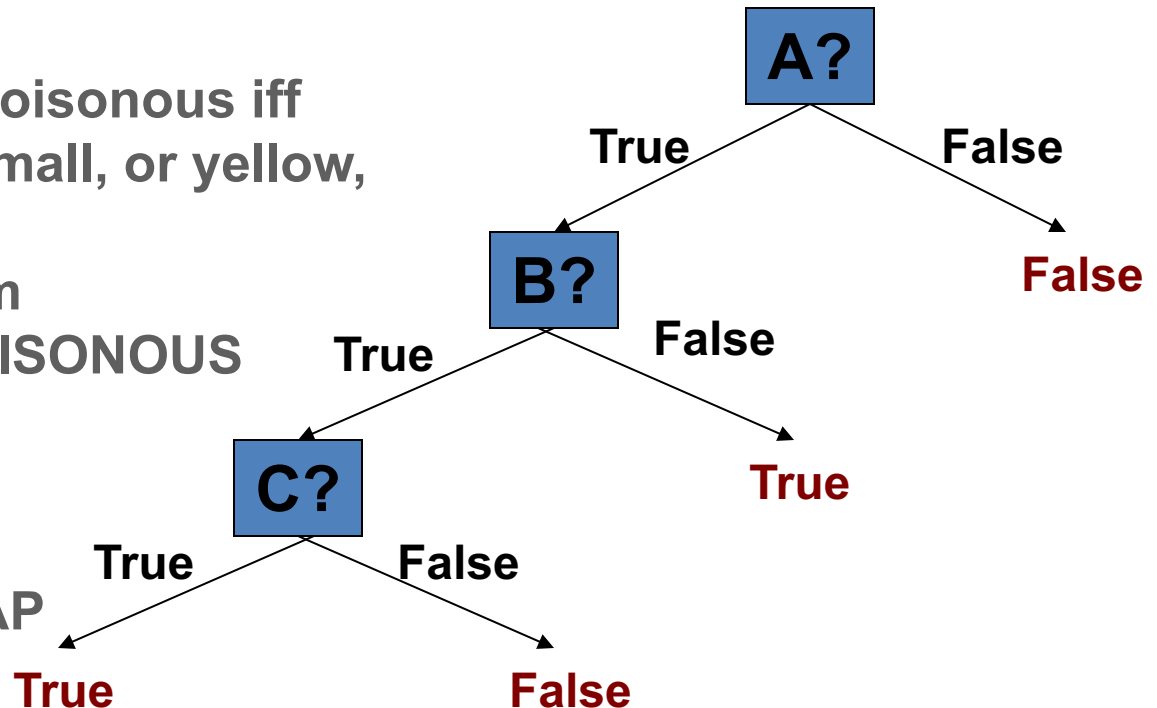 A?
oisonous iff
True
False
mall, or yellow,
B?
False
m
ISONOUS
True
False
C?
True
True
False
AP
True
False